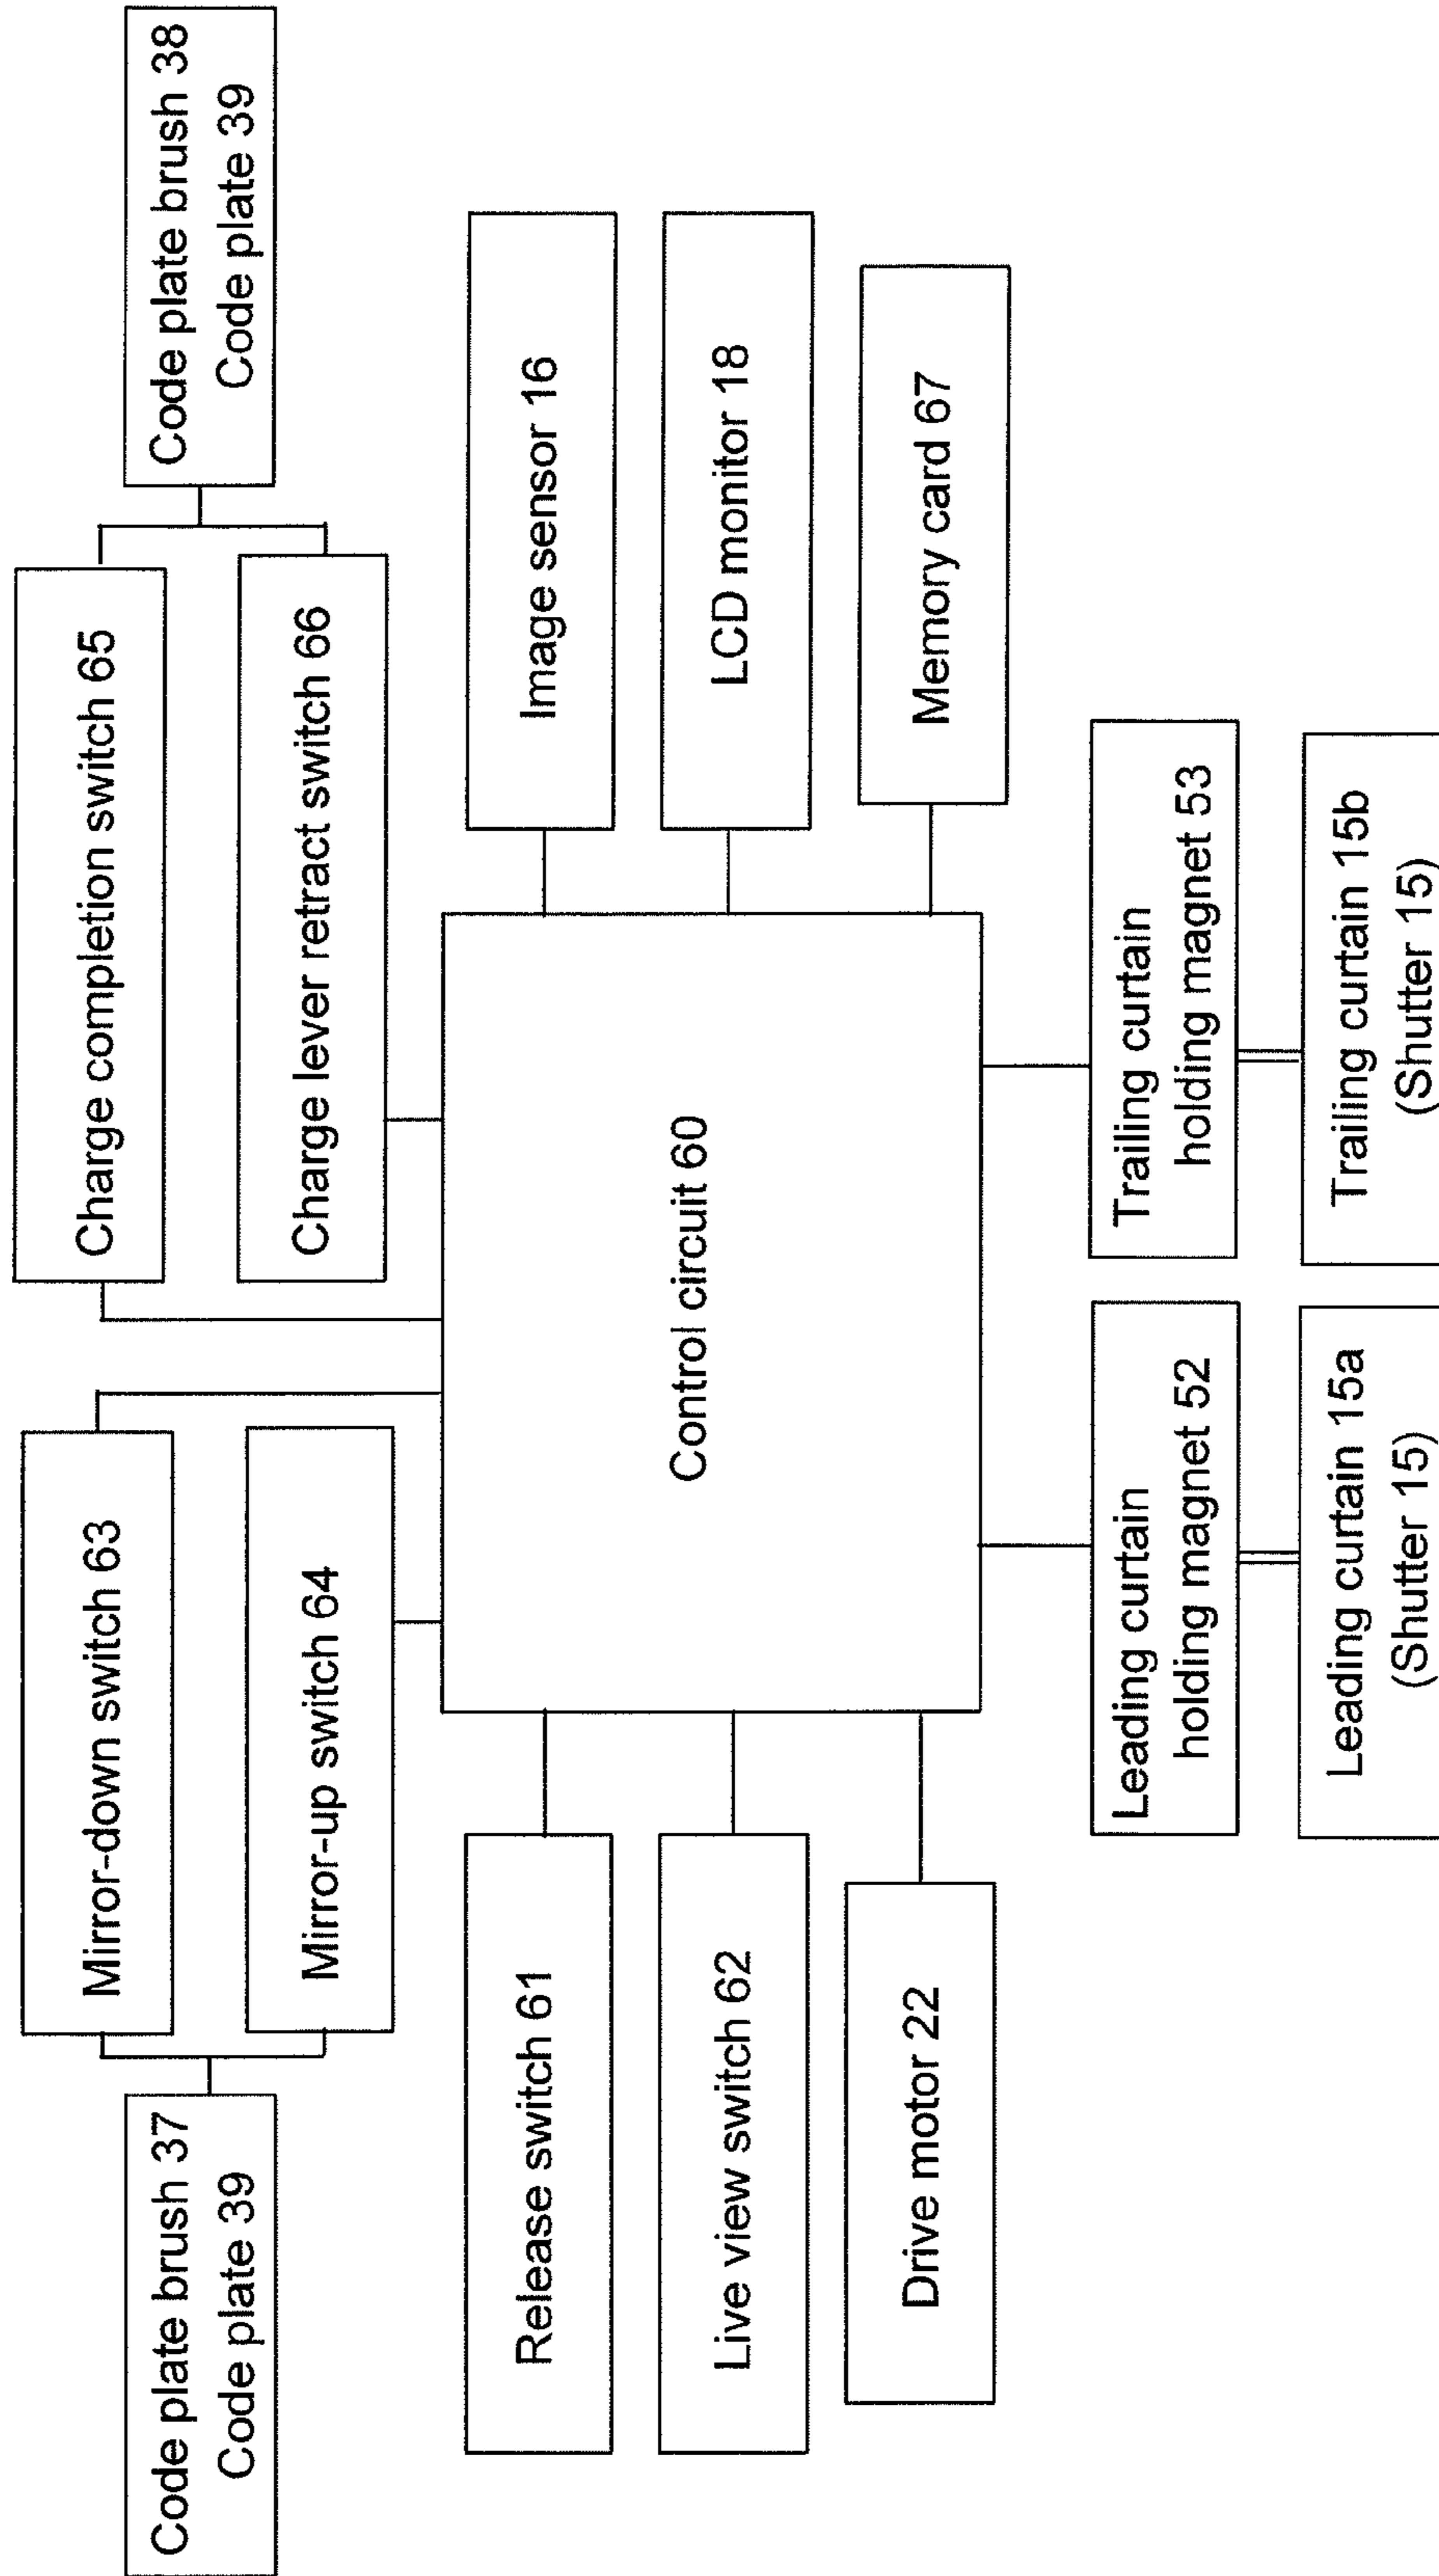 Code plate brush 37
Code plate 39
Mirror-down switch 63
Mirror-up switch 64
Charge completion switch 65
Charge lever retract switch 66
Code plate brush 38
Code plate 39
Release switch 61
Live view switch 62
Drive motor 22
Control circuit 60
Image sensor 16
LCD monitor 18
Memory card 67
Leading curtain
holding magnet 52
Trailing curtain
holding magnet 53
Leading curtain 15a
(Shutter 15)
Trailing curtain 15b
(Shutter 15)